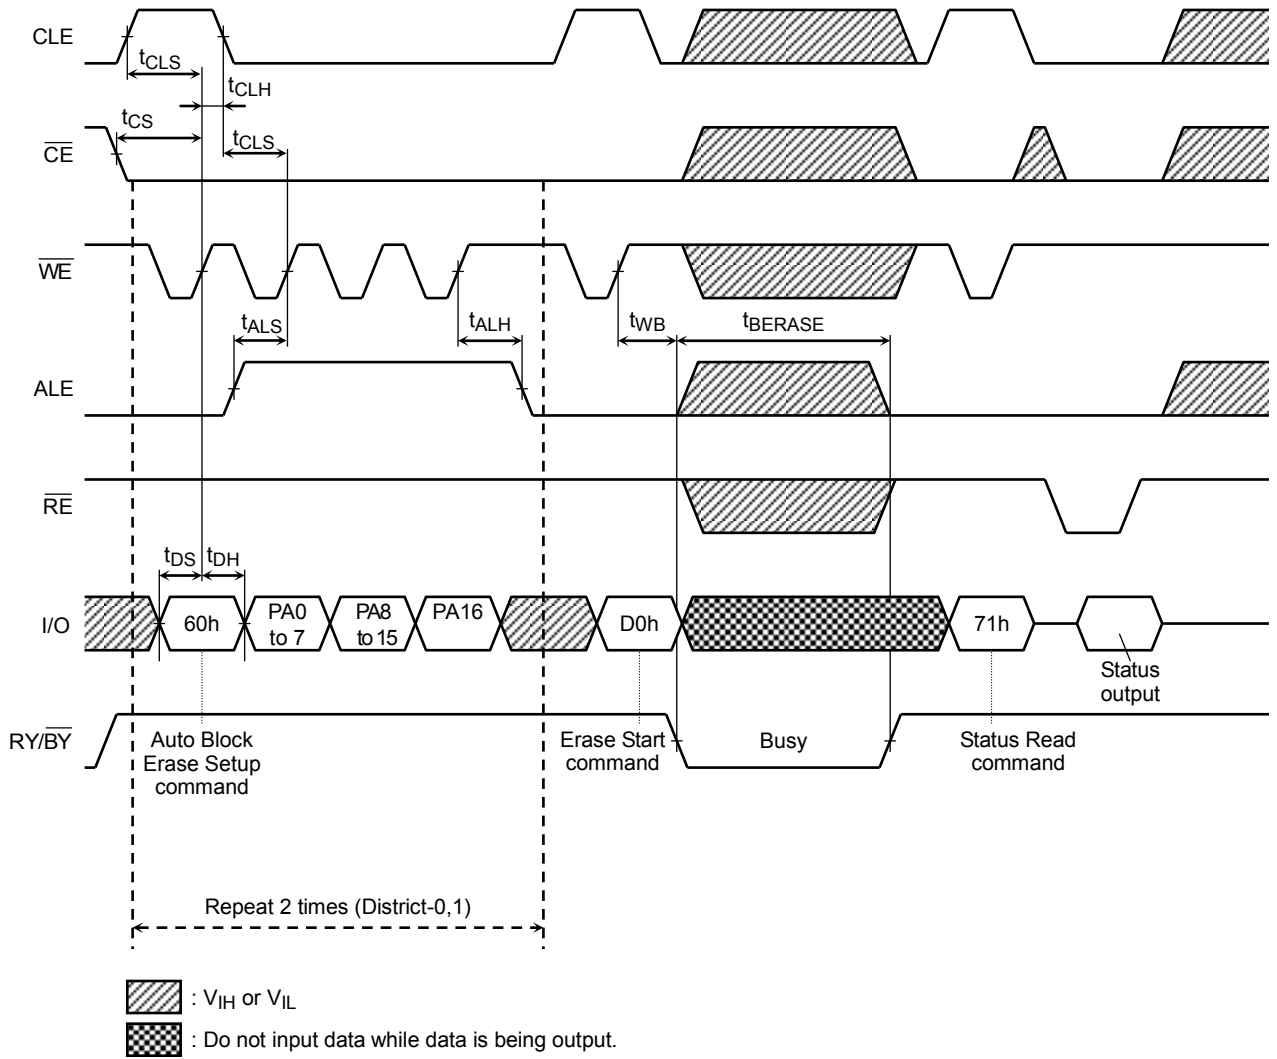 CLE
tCLS
tCLH
tCS
tCLS
CE
WE
tALS
tALH
tWB
tBERASE
ALE
RE
tDS
tDH
I/O
60h
PA0
to 7
PA8
to 15
PA16
D0h
71h
Status
output
RY/BY
Auto Block
Erase Setup
command
Erase Start
command
Busy
Status Read
command
Repeat 2 times (District-0,1)
: VIH or VIL
: Do not input data while data is being output.